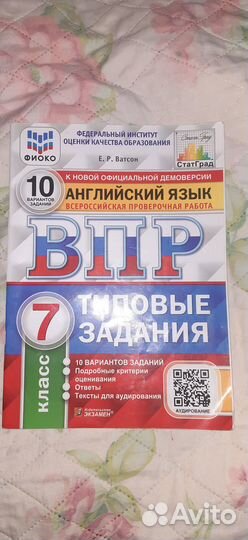 ФЕДЕРАЛЬНЫЙ ИНСТИТУТ
ОЦЕНКИ КАЧЕСТВА ОБРАЗОВАНИЯ
ФИОКО
Е. Р. Ватсон
СтатГрад
К НОВОЙ ОФИЦИАЛЬНОЙ ДЕМОВЕРСИИ
10
ВАРИАНТОВ
ЗАДАНИЙ
АНГЛИЙСКИЙ ЯЗЫК
ВСЕРОССИЙСКАЯ ПРОВЕРОЧНАЯ РАБОТА
ВПР
7
класс
ТИПОВЫЕ
ЗАДАНИЯ
10 ВАРИАНТОВ ЗАДАНИЙ
Подробные критерии
оценивания
Ответы
Тексты для аудирования
АУДИРОВАНИЕ
Издательство
ЭКЗАМЕН
Avito